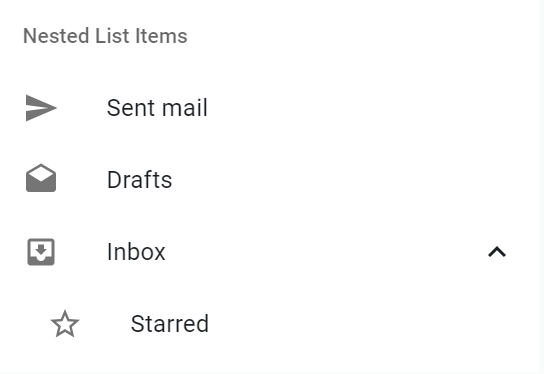 Nested List Items
Sent mail
Drafts
Inbox
Starred